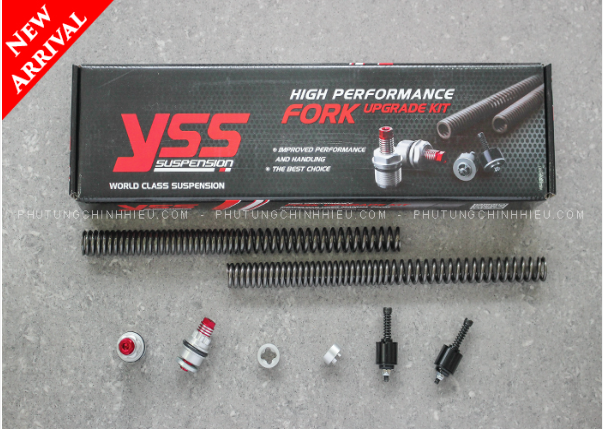 NEW
ARRIVAL
HIGH PERFORMANCE
FORK UPGRADE KIT
YSS
SUSPENSION
WORLD CLASS SUSPENSION
IMPROVED PERFORMANCE
AND HANDLING
THE BEST CHOICE
PHUTUNGCHINHHIEU.COM - PHUTUNGCHINHHIEU.COM - PHUTUNGCHINHHIEU.COM